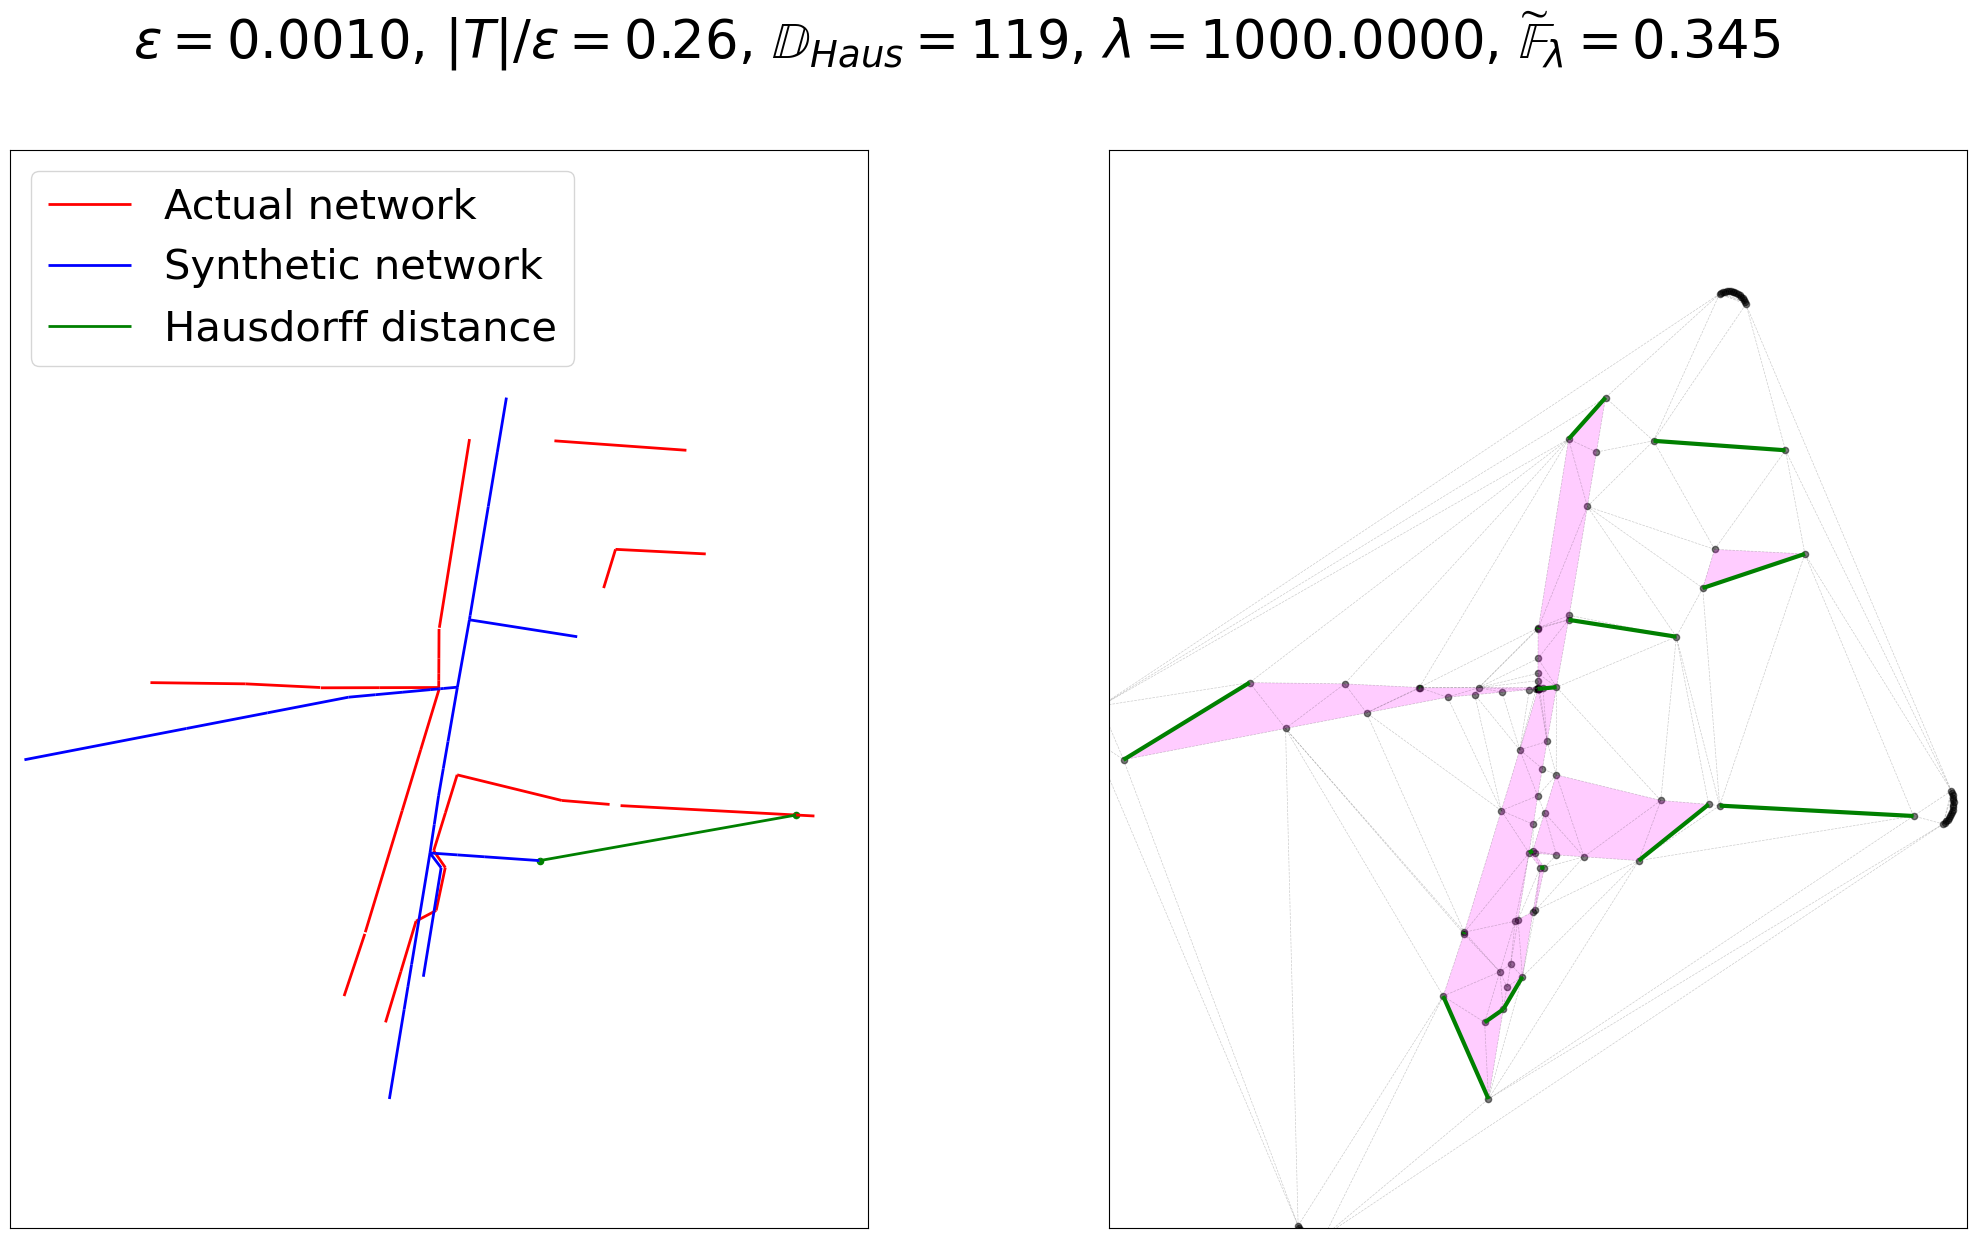 ε = 0.0010, |T|/ε = 0.26, 𝔻_Haus = 119, λ = 1000.0000, 𝔽̃_λ = 0.345
Actual network
Synthetic network
Hausdorff distance